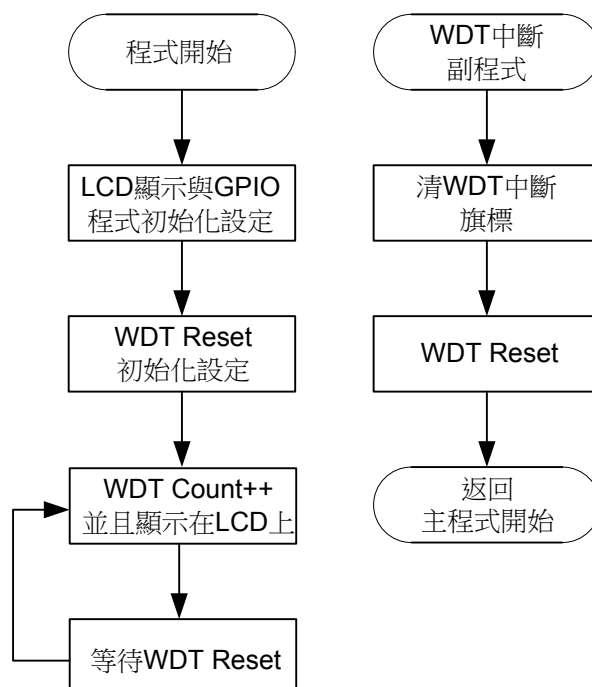 程式開始
LCD顯示與GPIO
程式初始化設定
WDT Reset
初始化設定
WDT Count++
並且顯示在LCD上
等待WDT Reset
WDT中斷
副程式
清WDT中斷
旗標
WDT Reset
返回
主程式開始